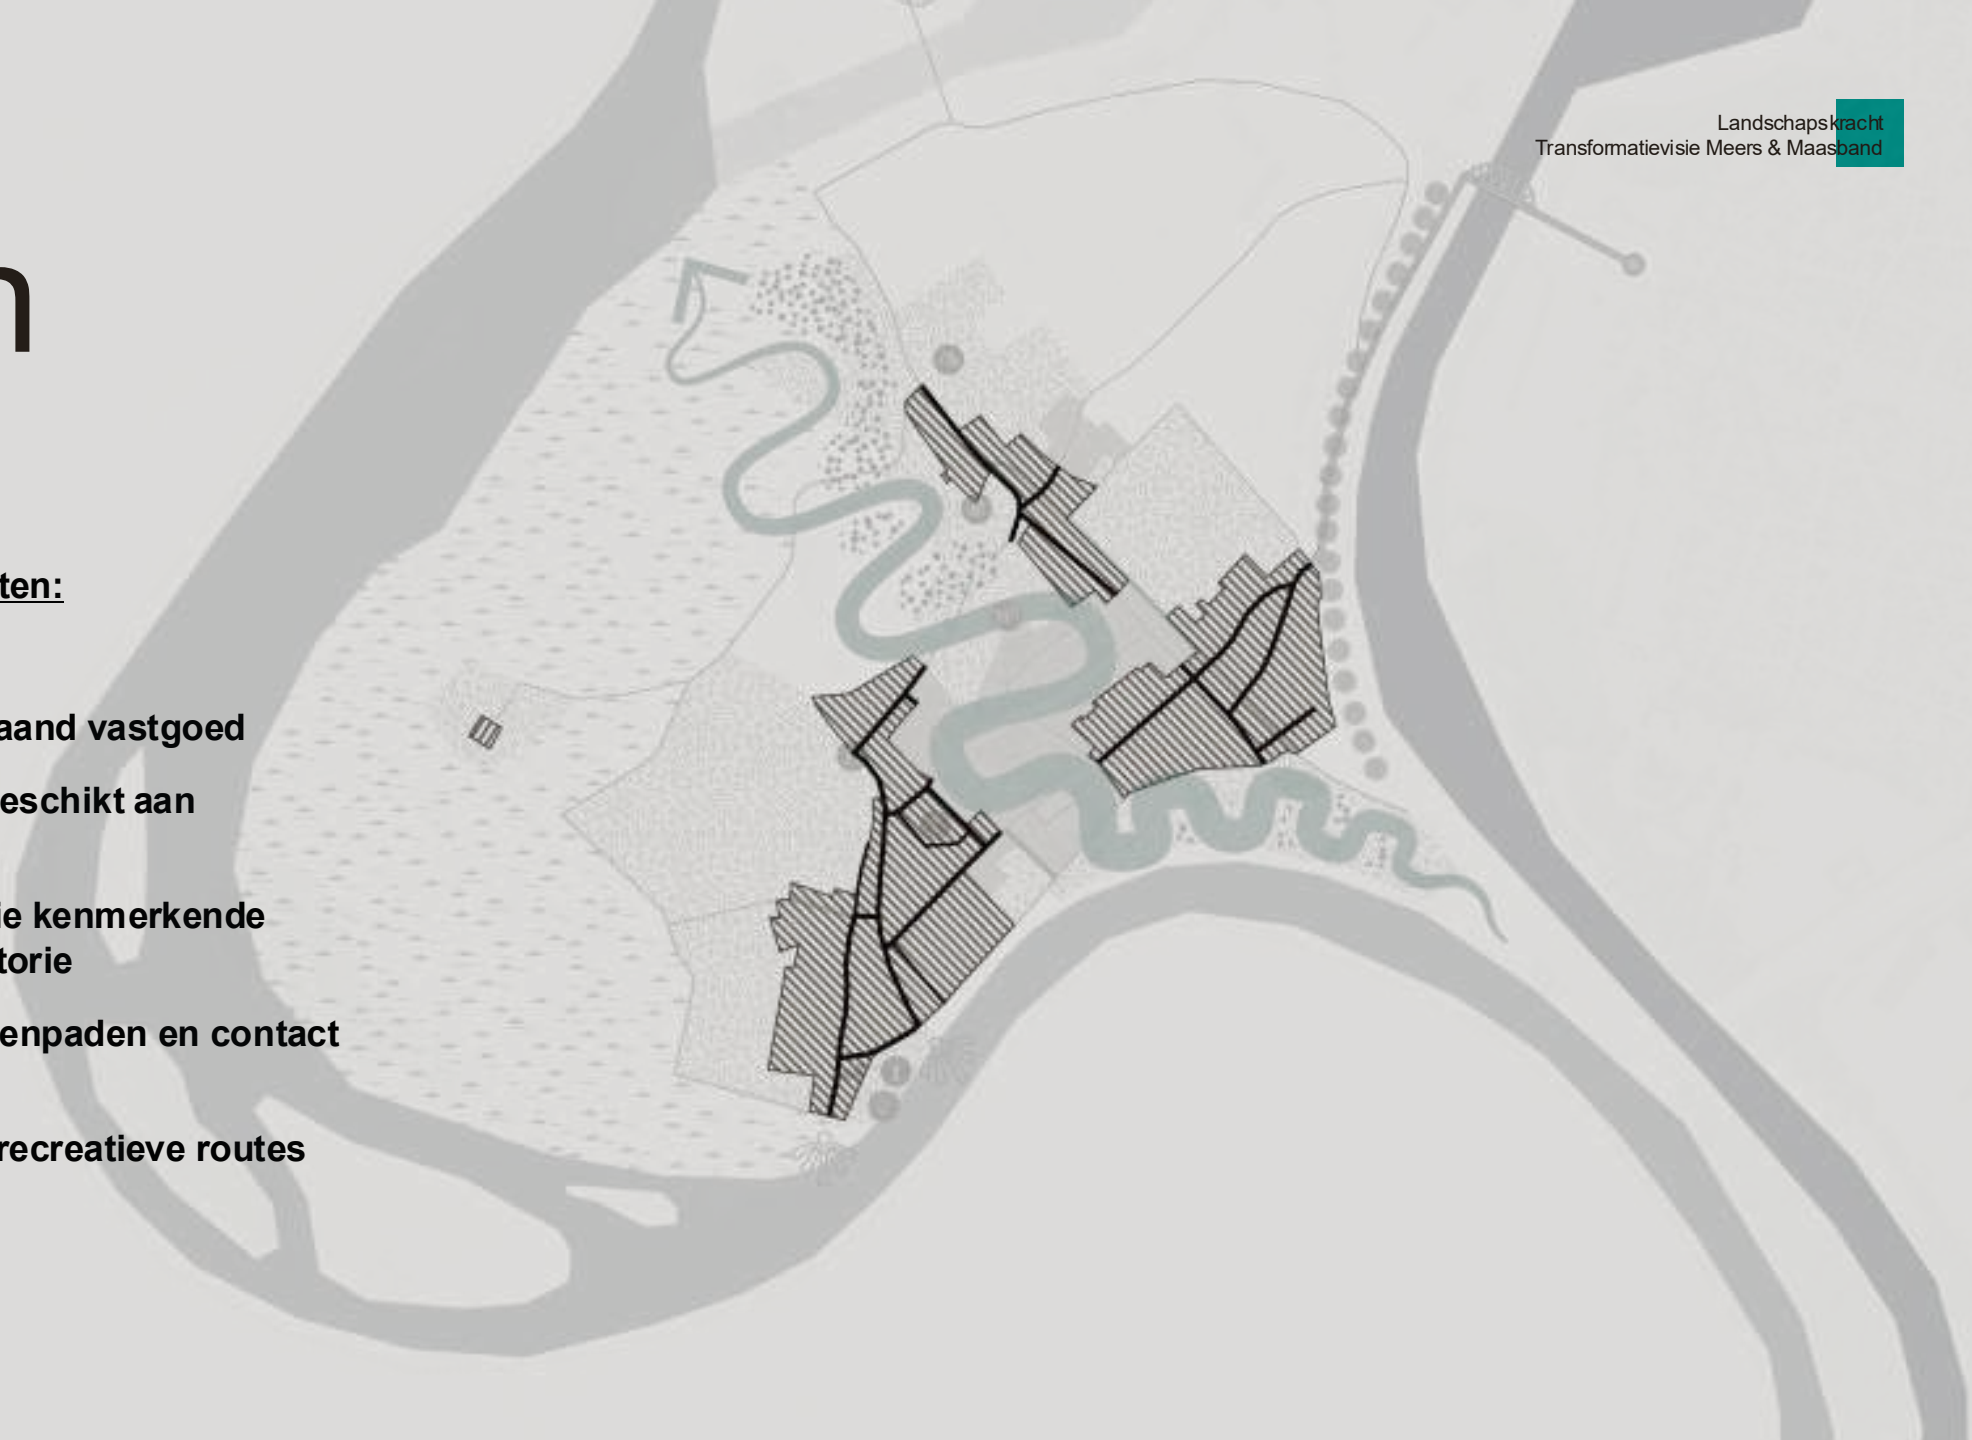 Landschapskracht
Transformatievisie Meers & Maasband
n
ten:
aand vastgoed
eschikt aan
ie kenmerkende
torie
enpaden en contact
recreatieve routes